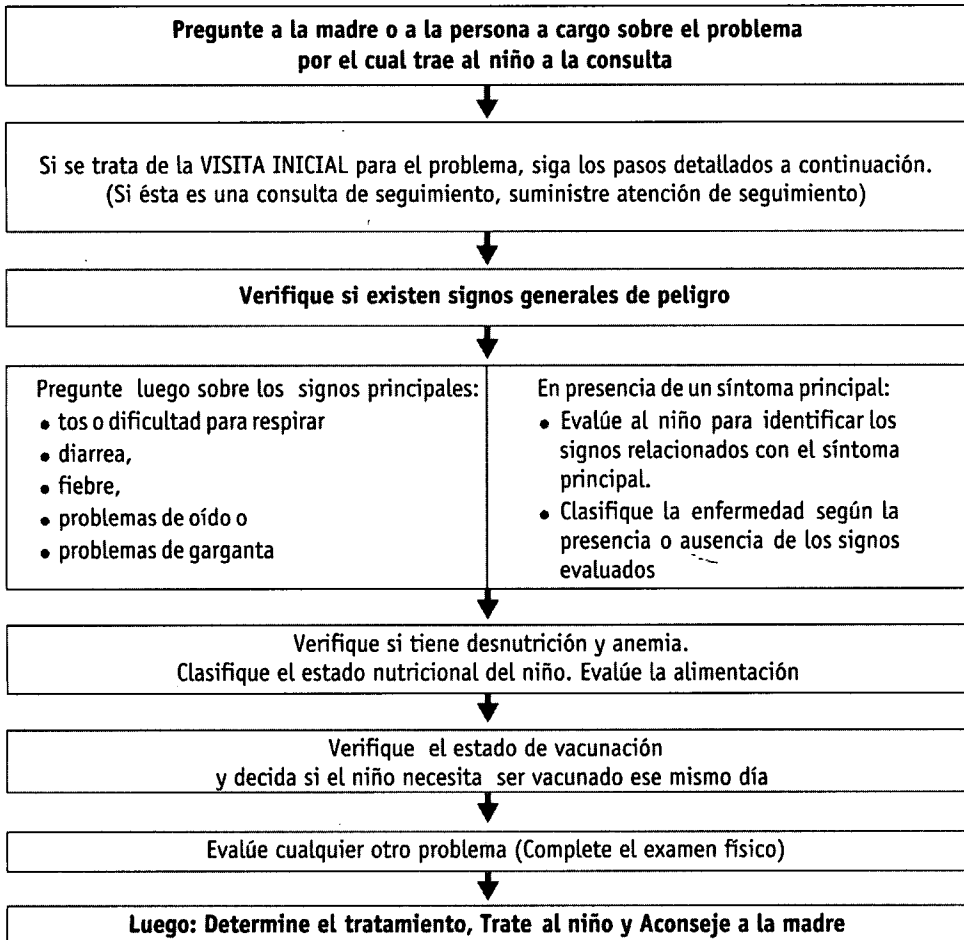 Pregunte a la madre o a la persona a cargo sobre el problema
por el cual trae al niño a la consulta
Si se trata de la VISITA INICIAL para el problema, siga los pasos detallados a continuación.
(Si ésta es una consulta de seguimiento, suministre atención de seguimiento)
Verifique si existen signos generales de peligro
Pregunte luego sobre los signos principales:
• tos o dificultad para respirar
• diarrea,
• fiebre,
• problemas de oído o
• problemas de garganta
En presencia de un síntoma principal:
• Evalúe al niño para identificar los
signos relacionados con el síntoma
principal.
• Clasifique la enfermedad según la
presencia o ausencia de los signos
evaluados
Verifique si tiene desnutrición y anemia.
Clasifique el estado nutricional del niño. Evalúe la alimentación
Verifique el estado de vacunación
y decida si el niño necesita ser vacunado ese mismo día
Evalúe cualquier otro problema (Complete el examen físico)
Luego: Determine el tratamiento, Trate al niño y Aconseje a la madre